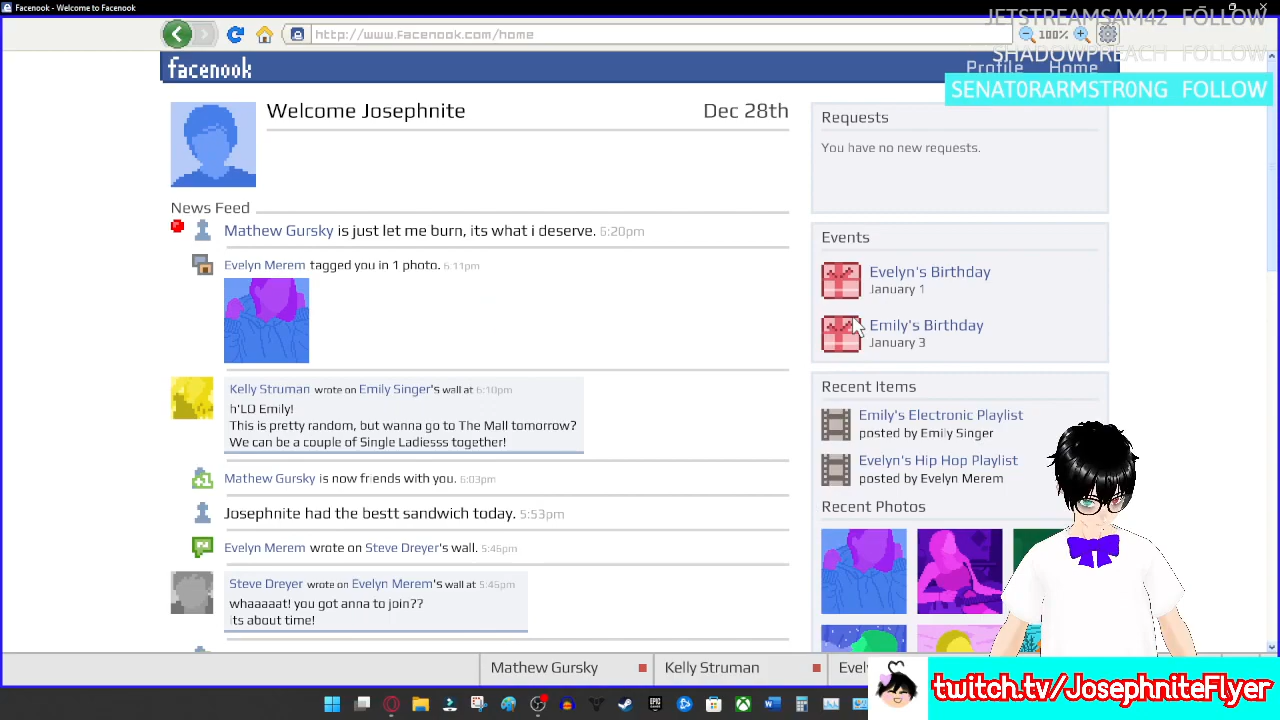 Facenook - Welcome to Facenook
JETSTREAMSAM42 FOLLOW
http://www.facenook.com/home
100%
SHADOWPREACH FOLLOW
facenook
Profile
Home
SENAT0RARMSTR0NG FOLLOW
Welcome Josephnite
Dec 28th
News Feed
Mathew Gursky is just let me burn, its what i deserve. 6:20pm
Evelyn Merem tagged you in 1 photo. 6:11pm
Kelly Struman wrote on Emily Singer's wall at 6:10pm
h'LO Emily!
This is pretty random, but wanna go to The Mall tomorrow?
We can be a couple of Single Ladiesss together!
+1
Mathew Gursky is now friends with you. 6:03pm
Josephnite had the bestt sandwich today. 5:53pm
Evelyn Merem wrote on Steve Dreyer's wall. 5:46pm
Steve Dreyer wrote on Evelyn Merem's wall at 5:46pm
whaaaat! you got anna to join??
its about time!
Requests
You have no new requests.
Events
Evelyn's Birthday
January 1
Emily's Birthday
January 3
Recent Items
Emily's Electronic Playlist
posted by Emily Singer
Evelyn's Hip Hop Playlist
posted by Evelyn Merem
Recent Photos
Mathew Gursky
Kelly Struman
Evel
twitch.tv/JosephniteFlyer